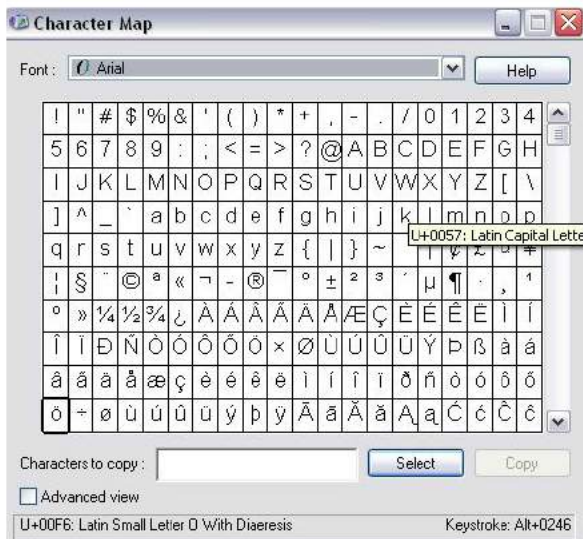 Character Map
Font : O Arial
Help
! " # $ % & ' ( ) * + , - . / 0 1 2 3 4
5 6 7 8 9 : ; < = > ? @ A B C D E F G H
I J K L M N O P Q R S T U V W X Y Z [ \
] ^ _ ` a b c d e f g h i j k l m n o p
U+0057: Latin Capital Lette
q r s t u v w x y z { | } ~
¦ § ¨ © ª « ¬ - ® ¯ ° ± ² ³ ´ µ ¶ · ¸ ¹
º » ¼ ½ ¾ ¿ À Á Â Ã Ä Å Æ Ç È É Ê Ë Ì Í
Î Ï Ð Ñ Ò Ó Ô Õ Ö × Ø Ù Ú Û Ü Ý Þ ß à á
â ã ä å æ ç è é ê ë ì í î ï ð ñ ò ó ô õ
ö ÷ ø ù ú û ü ý þ ÿ Ā ā Ă ă Ą ą Ć ć Ĉ ĉ
Characters to copy :
Select
Copy
Advanced view
U+00F6: Latin Small Letter O With Diaeresis
Keystroke: Alt+0246